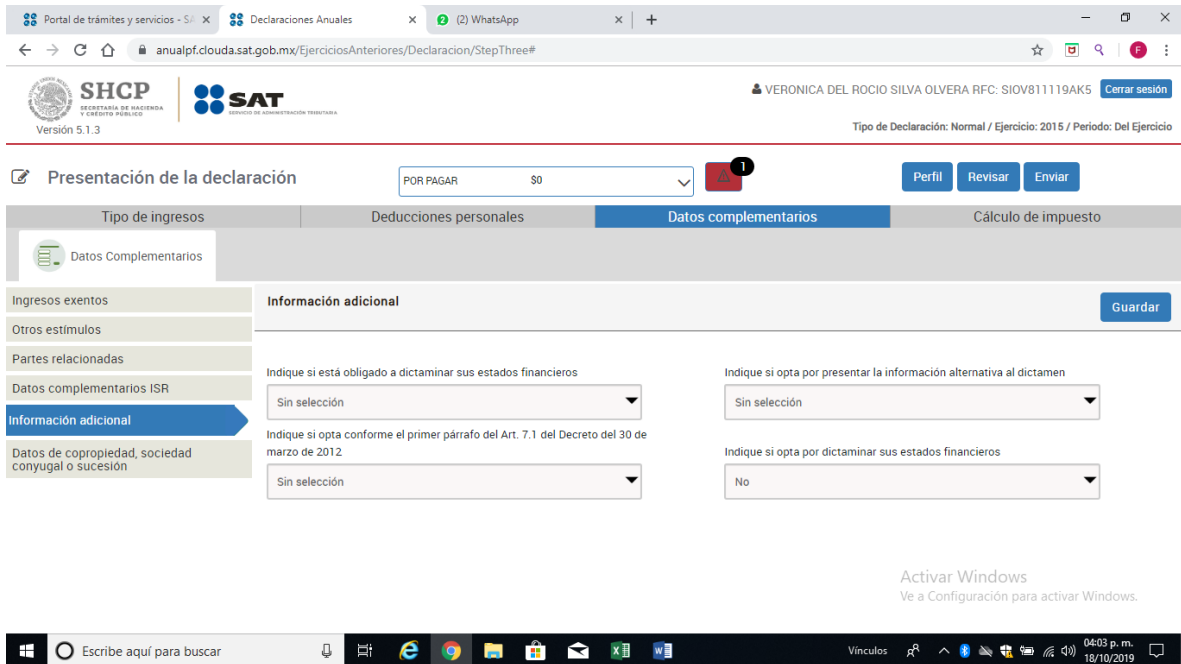 Portal de trámites y servicios - SA
Declaraciones Anuales
2 (2) WhatsApp
anualpf.clouda.sat.gob.mx/EjerciciosAnteriores/Declaracion/StepThree#
F
SHCP
SECRETARÍA DE HACIENDA
Y CRÉDITO PÚBLICO
SAT
SERVICIO DE ADMINISTRACIÓN TRIBUTARIA
VERONICA DEL ROCIO SILVA OLVERA RFC: SIOV811119AK5
Cerrar sesión
Versión 5.1.3
Tipo de Declaración: Normal / Ejercicio: 2015 / Periodo: Del Ejercicio
Presentación de la declaración
POR PAGAR $0
1
Perfil
Revisar
Enviar
Tipo de ingresos
Deducciones personales
Datos complementarios
Cálculo de impuesto
Datos Complementarios
Ingresos exentos
Otros estímulos
Partes relacionadas
Datos complementarios ISR
Información adicional
Datos de copropiedad, sociedad
conyugal o sucesión
Información adicional
Guardar
Indique si está obligado a dictaminar sus estados financieros
Sin selección
Indique si opta por presentar la información alternativa al dictamen
Sin selección
Indique si opta conforme el primer párrafo del Art. 7.1 del Decreto del 30 de
marzo de 2012
Sin selección
Indique si opta por dictaminar sus estados financieros
No
Activar Windows
Ve a Configuración para activar Windows.
Escribe aquí para buscar
Vínculos
04:03 p. m.
18/10/2019